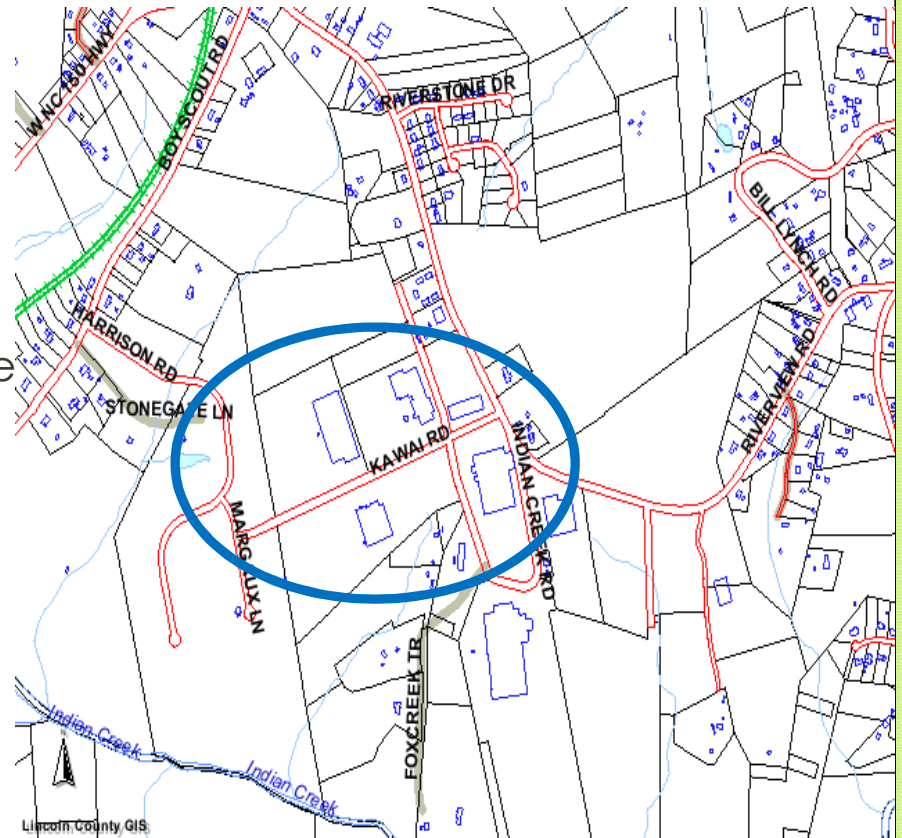 W NC 150 HWY
BOY SCOUT RD
RIVERSTONE DR
BILL LYNCH RD
HARRISON RD
e
STONEGATE LN
RIVERVIEW RD
KAWAI RD
INDIAN CREEK RD
MARGAUX LN
FOXCREEK TR
Indian Creek
Indian Creek
Lincoln County GIS